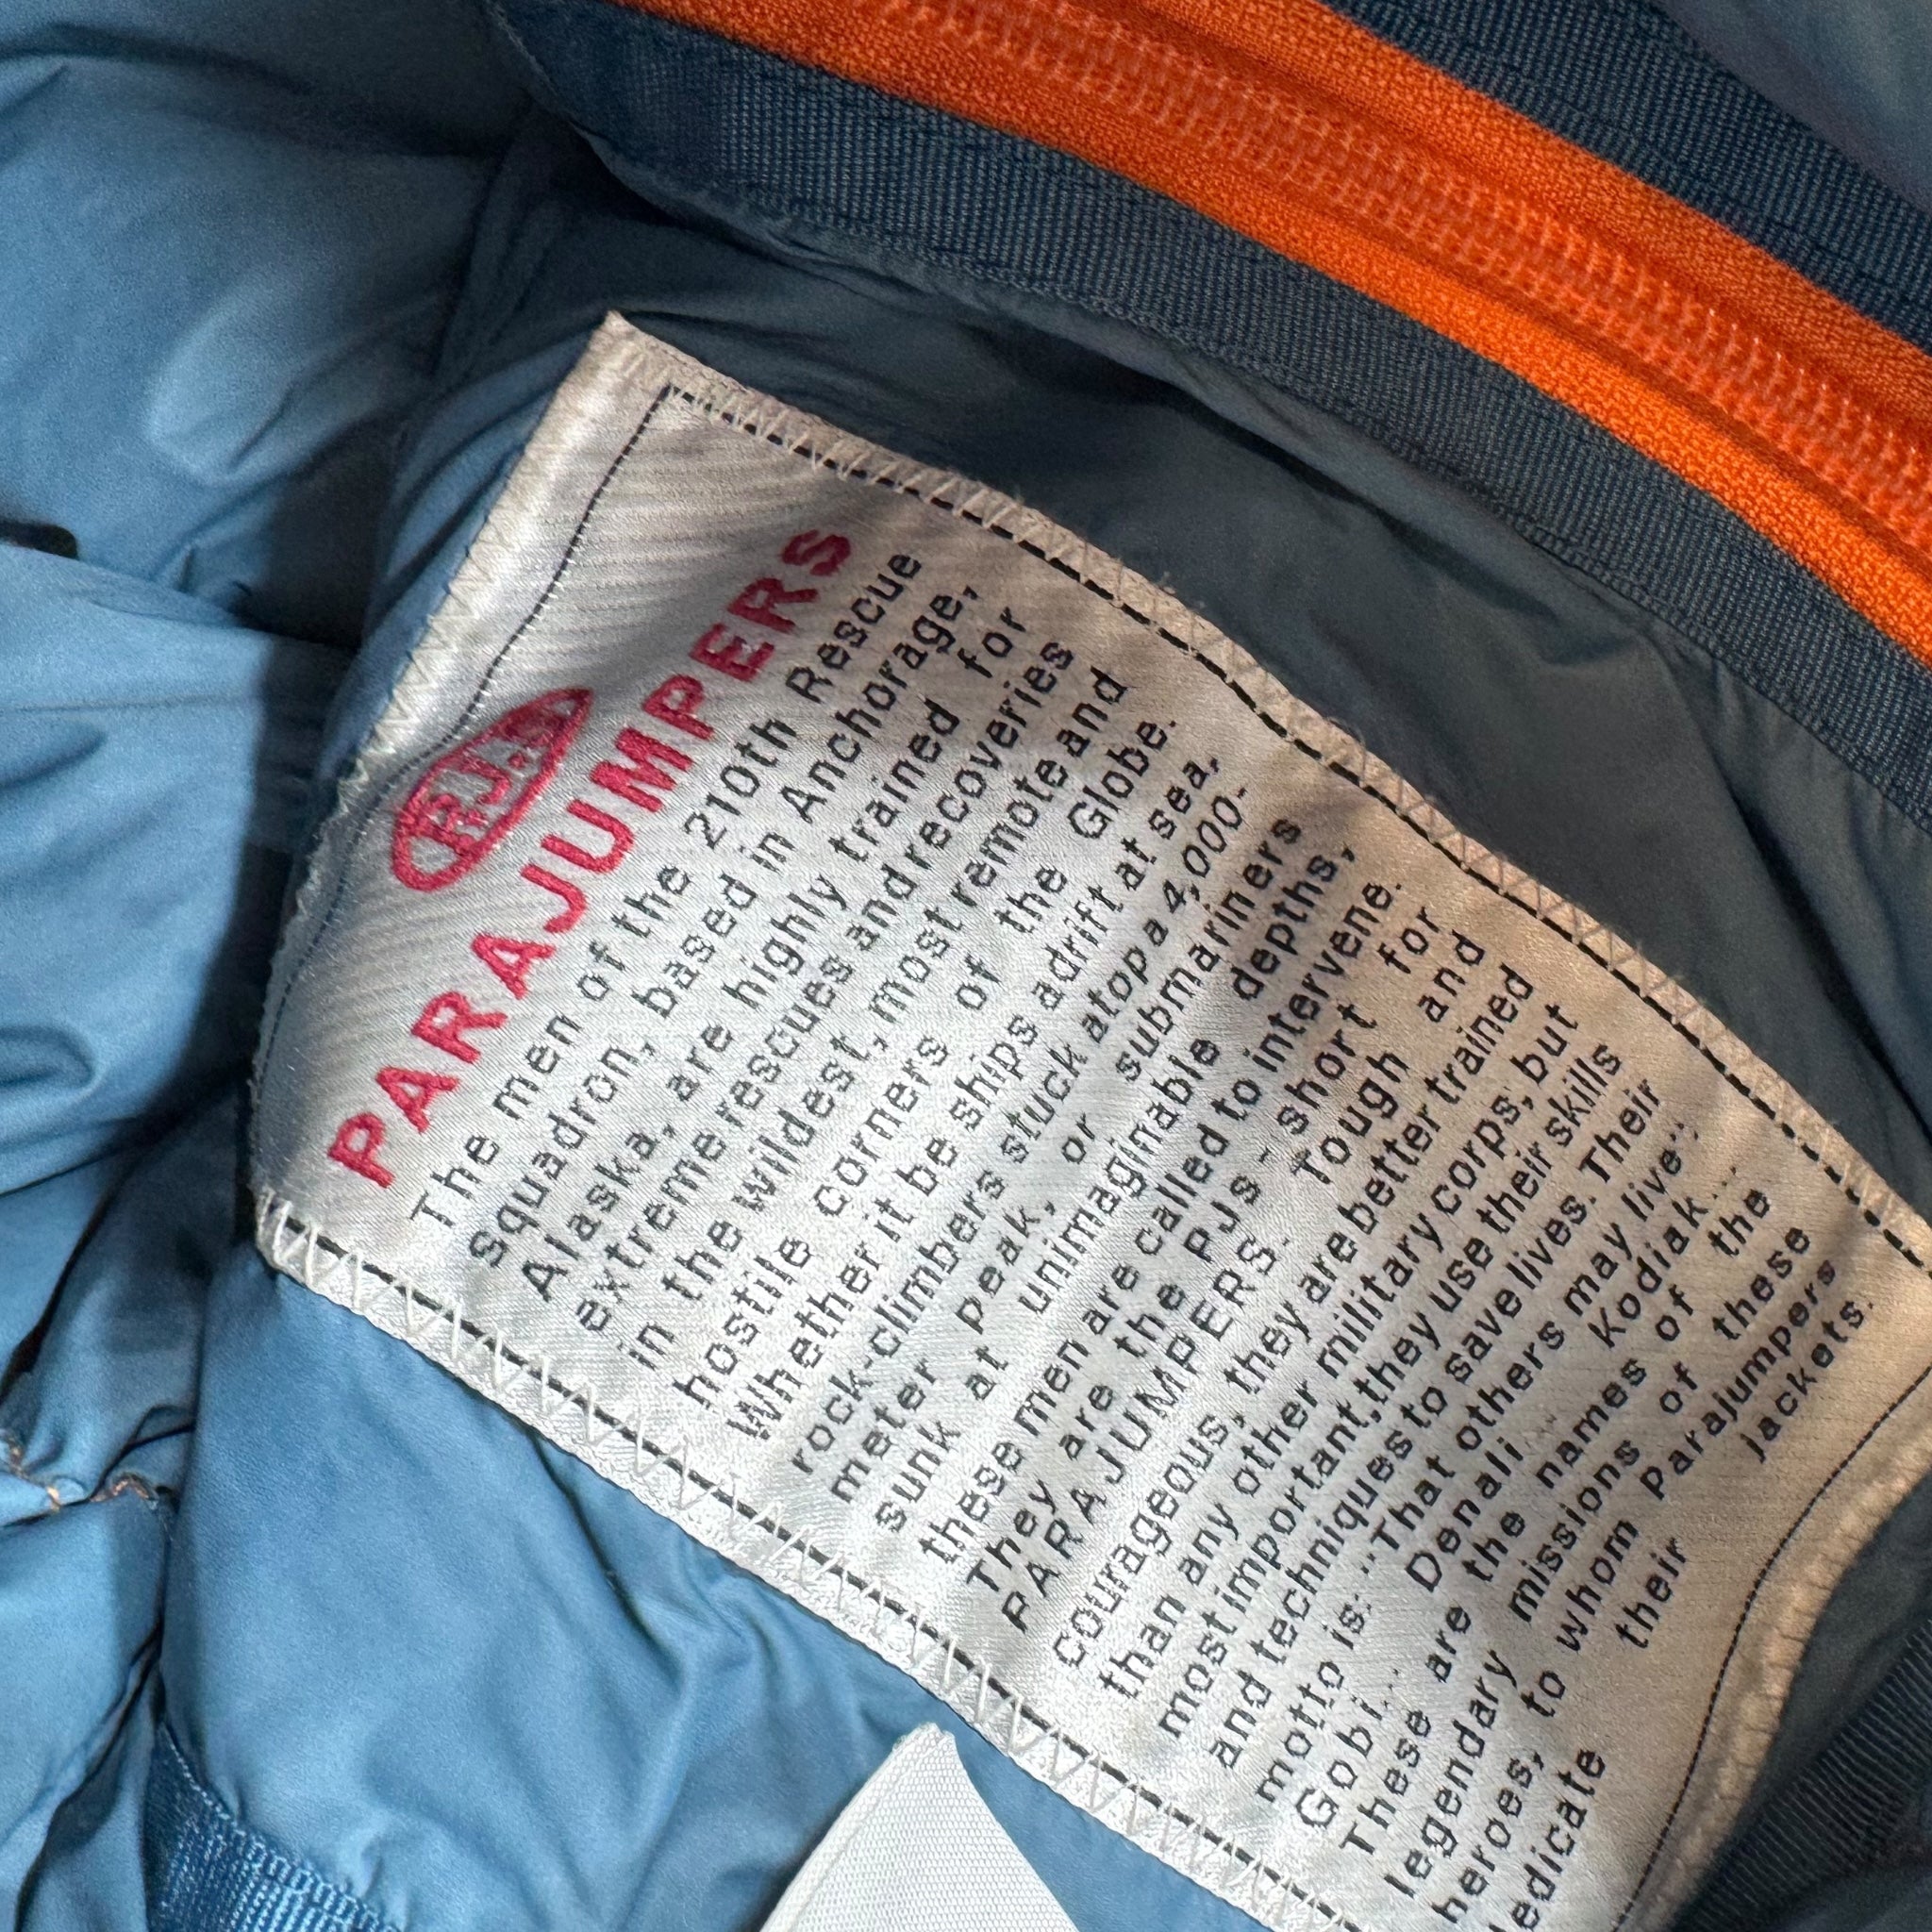 P.J.S
PARAJUMPERS
The men of the 210th Rescue
Squadron, based in Anchorage,
Alaska, are highly trained for
extreme rescues and recoveries
in the wildest, most remote and
hostile corners of the Globe.
Whether it be ships adrift at sea,
rock-climbers stuck atop a 4,000-
meter peak, or submariners
sunk at unimaginable depths,
these men are called to intervene.
They are the PJs - short for
PARAJUMPERS. Tough and
courageous, they are better trained
than any other military corps, but
most important, they use their skills
and techniques to save lives. Their
motto is: "That others may live".
Gobi... Denali... Kodiak...
These are the names of the
legendary missions of these
heroes, to whom Parajumpers
dedicate their jackets.